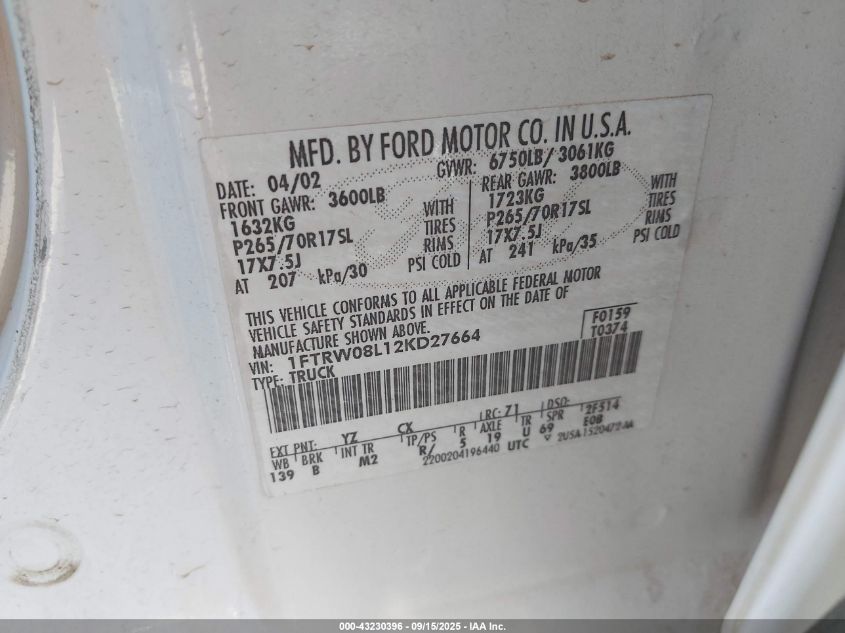 MFD. BY FORD MOTOR CO. IN U.S.A.
DATE: 04/02 GVWR: 6750LB/ 3061KG
FRONT GAWR: 3600LB REAR GAWR: 3800LB
1632KG WITH 1723KG WITH
P265/70R17SL TIRES P265/70R17SL TIRES
17X7.5J RIMS 17X7.5J RIMS
AT 207 kPa/30 PSI COLD AT 241 kPa/35 PSI COLD
THIS VEHICLE CONFORMS TO ALL APPLICABLE FEDERAL MOTOR
VEHICLE SAFETY STANDARDS IN EFFECT ON THE DATE OF
MANUFACTURE SHOWN ABOVE.
VIN: 1FTRW08L12KD27664 F0159
TYPE: TRUCK T0374
EXT PNT: YZ CX RC: Z1 DSO: 2F514
WB BRK INT TR TP/PS R AXLE TR SPR EOB
139 B M2 R/ 5 19 U 69
2200204196440 UTC
000-43230396 - 09/15/2025 - IAA Inc.